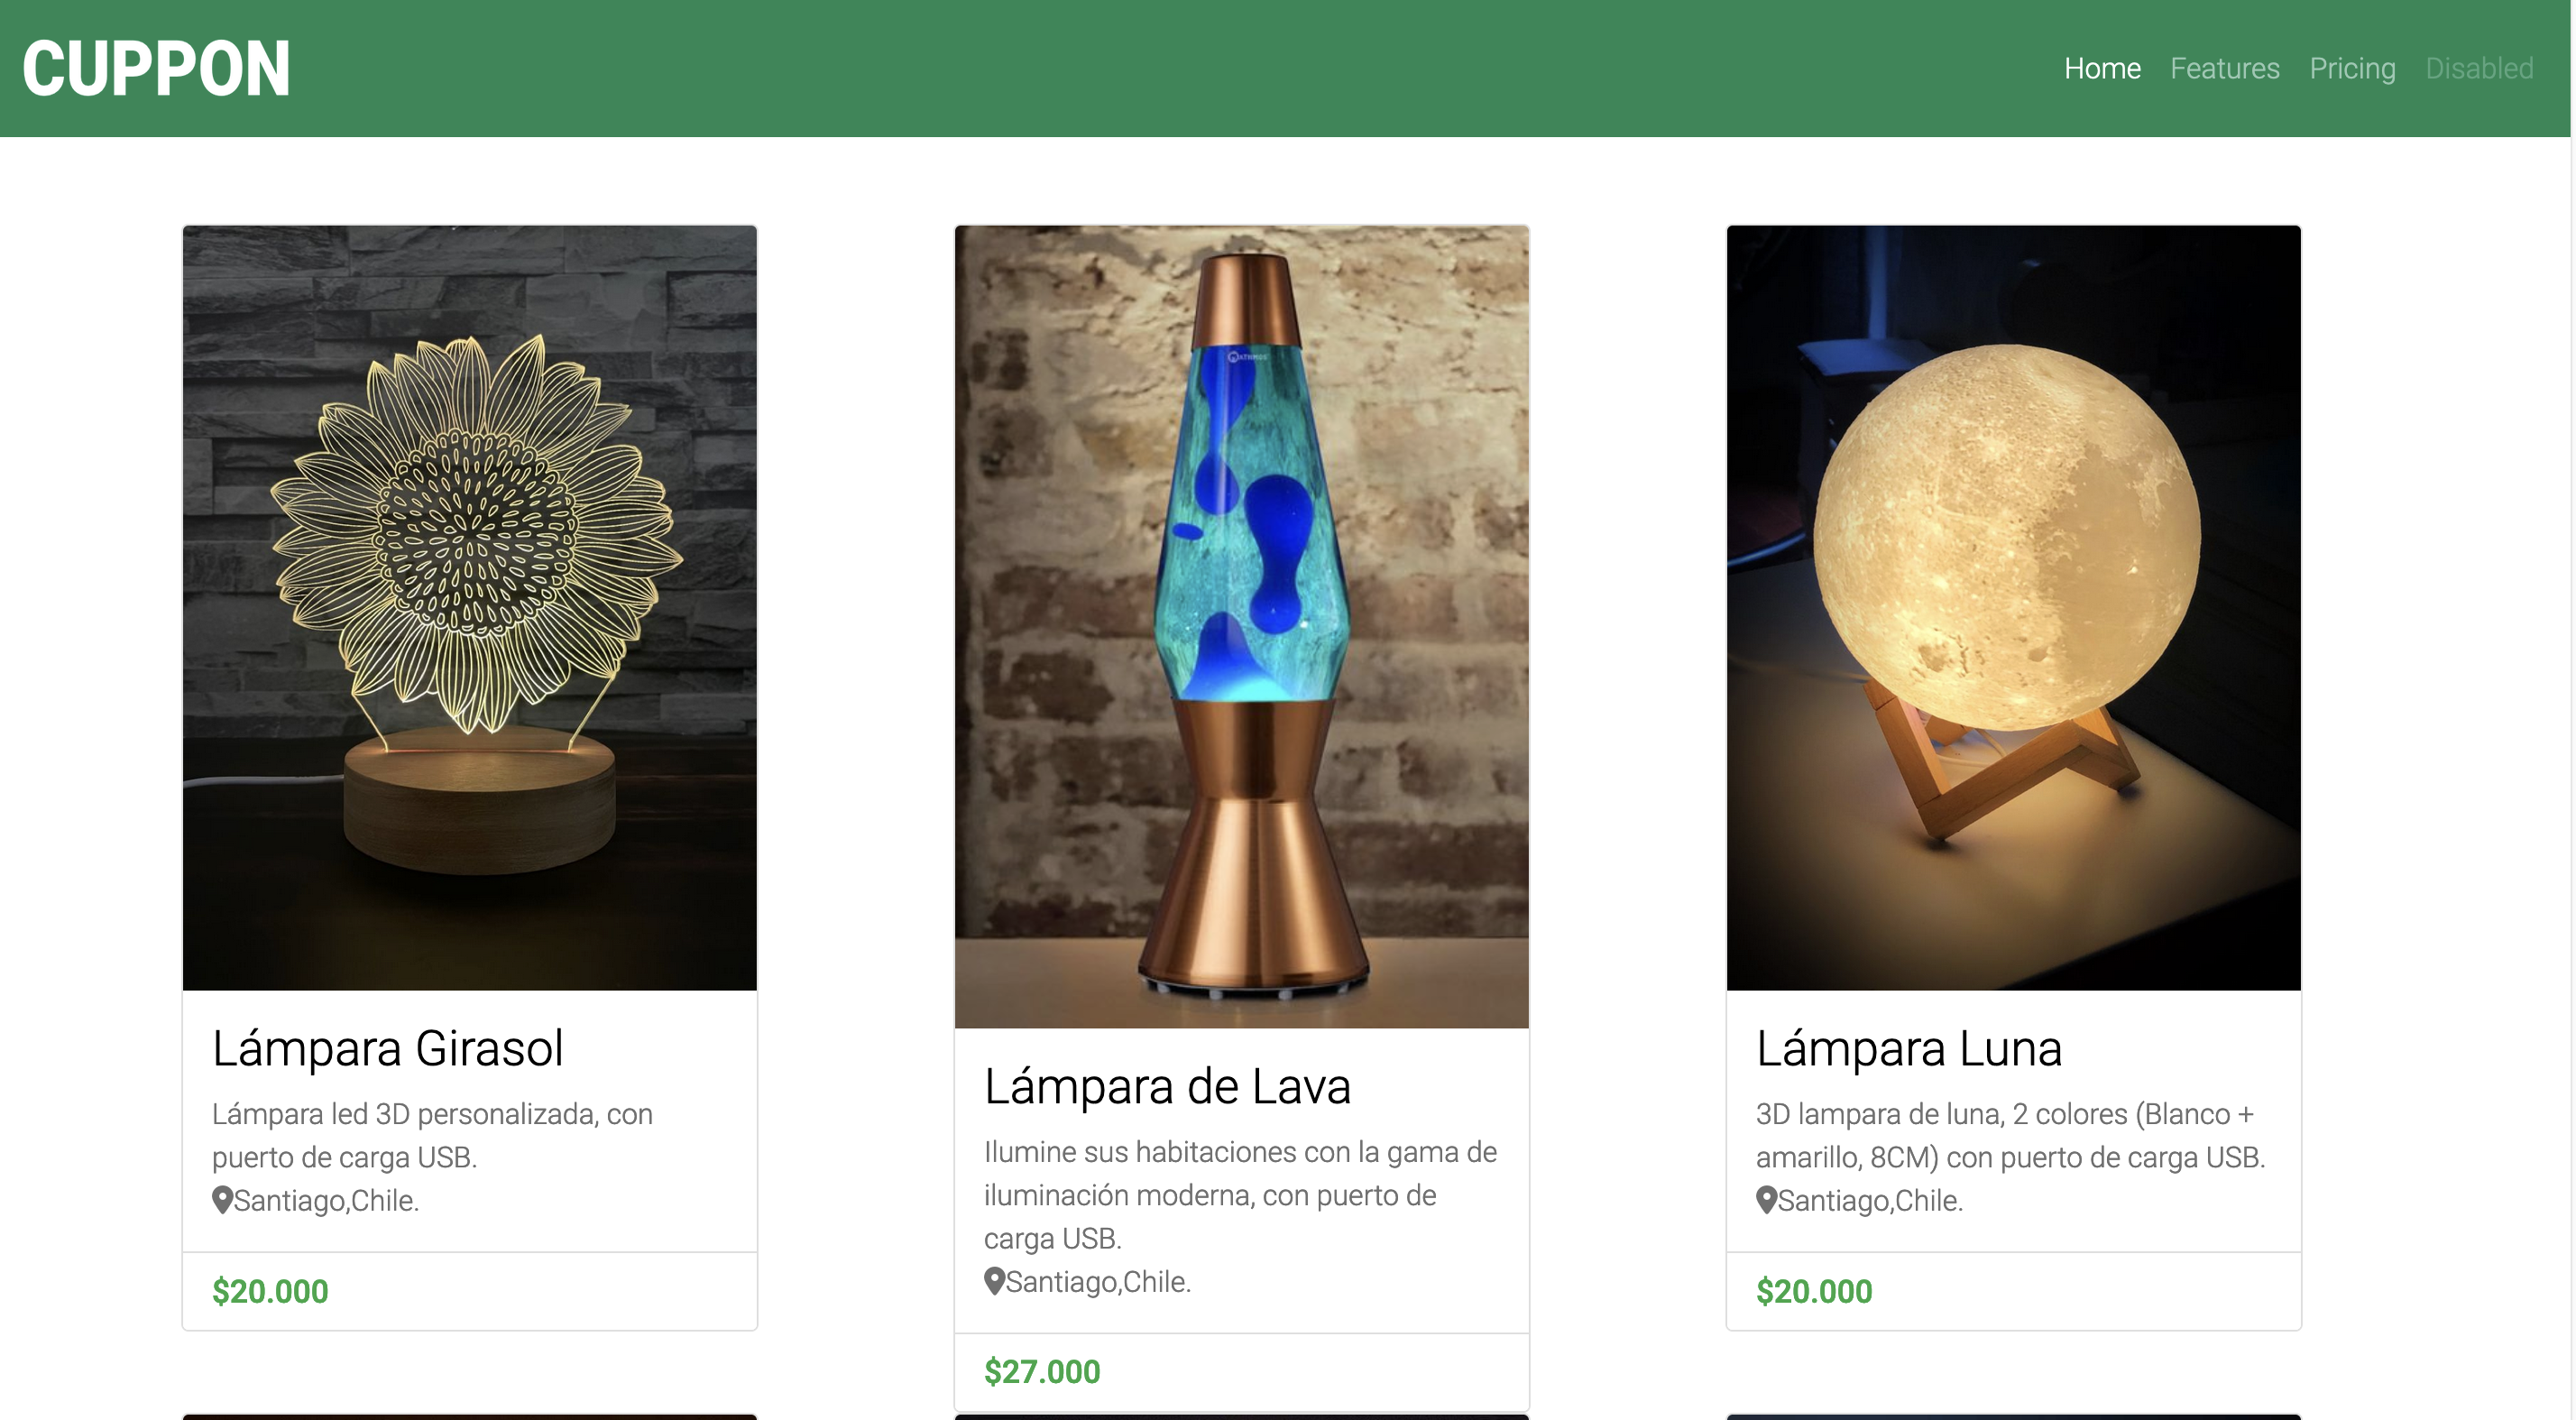 CUPPON
Home Features Pricing Disabled
Lámpara Girasol
Lámpara led 3D personalizada, con
puerto de carga USB.
Santiago,Chile.
$20.000
Lámpara de Lava
Ilumine sus habitaciones con la gama de
iluminación moderna, con puerto de
carga USB.
Santiago,Chile.
$27.000
Lámpara Luna
3D lampara de luna, 2 colores (Blanco +
amarillo, 8CM) con puerto de carga USB.
Santiago,Chile.
$20.000